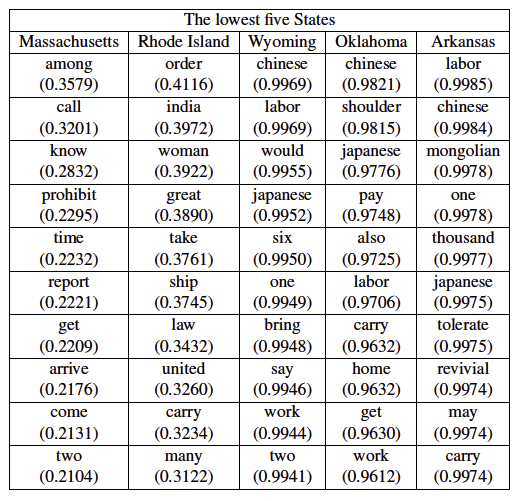 The lowest five States
Massachusetts Rhode Island Wyoming Oklahoma Arkansas
among order chinese chinese labor
(0.3579) (0.4116) (0.9969) (0.9821) (0.9985)
call india labor shoulder chinese
(0.3201) (0.3972) (0.9969) (0.9815) (0.9984)
know woman would japanese mongolian
(0.2832) (0.3922) (0.9955) (0.9776) (0.9978)
prohibit great japanese pay one
(0.2295) (0.3890) (0.9952) (0.9748) (0.9978)
time take six also thousand
(0.2232) (0.3761) (0.9950) (0.9725) (0.9977)
report ship one labor japanese
(0.2221) (0.3745) (0.9949) (0.9706) (0.9975)
get law bring carry tolerate
(0.2209) (0.3432) (0.9948) (0.9632) (0.9975)
arrive united say home revivial
(0.2176) (0.3260) (0.9946) (0.9632) (0.9974)
come carry work get may
(0.2131) (0.3234) (0.9944) (0.9630) (0.9974)
two many two work carry
(0.2104) (0.3122) (0.9941) (0.9612) (0.9974)